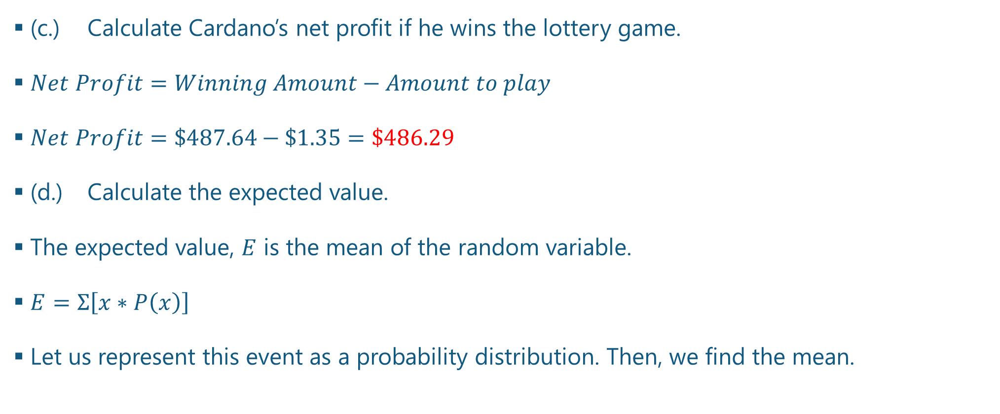 ▪ (c.) Calculate Cardano’s net profit if he wins the lottery game.
▪ Net Profit = Winning Amount − Amount to play
▪ Net Profit = $487.64 − $1.35 = $486.29
▪ (d.) Calculate the expected value.
▪ The expected value, E is the mean of the random variable.
▪ E = Σ[x ∗ P(x)]
▪ Let us represent this event as a probability distribution. Then, we find the mean.